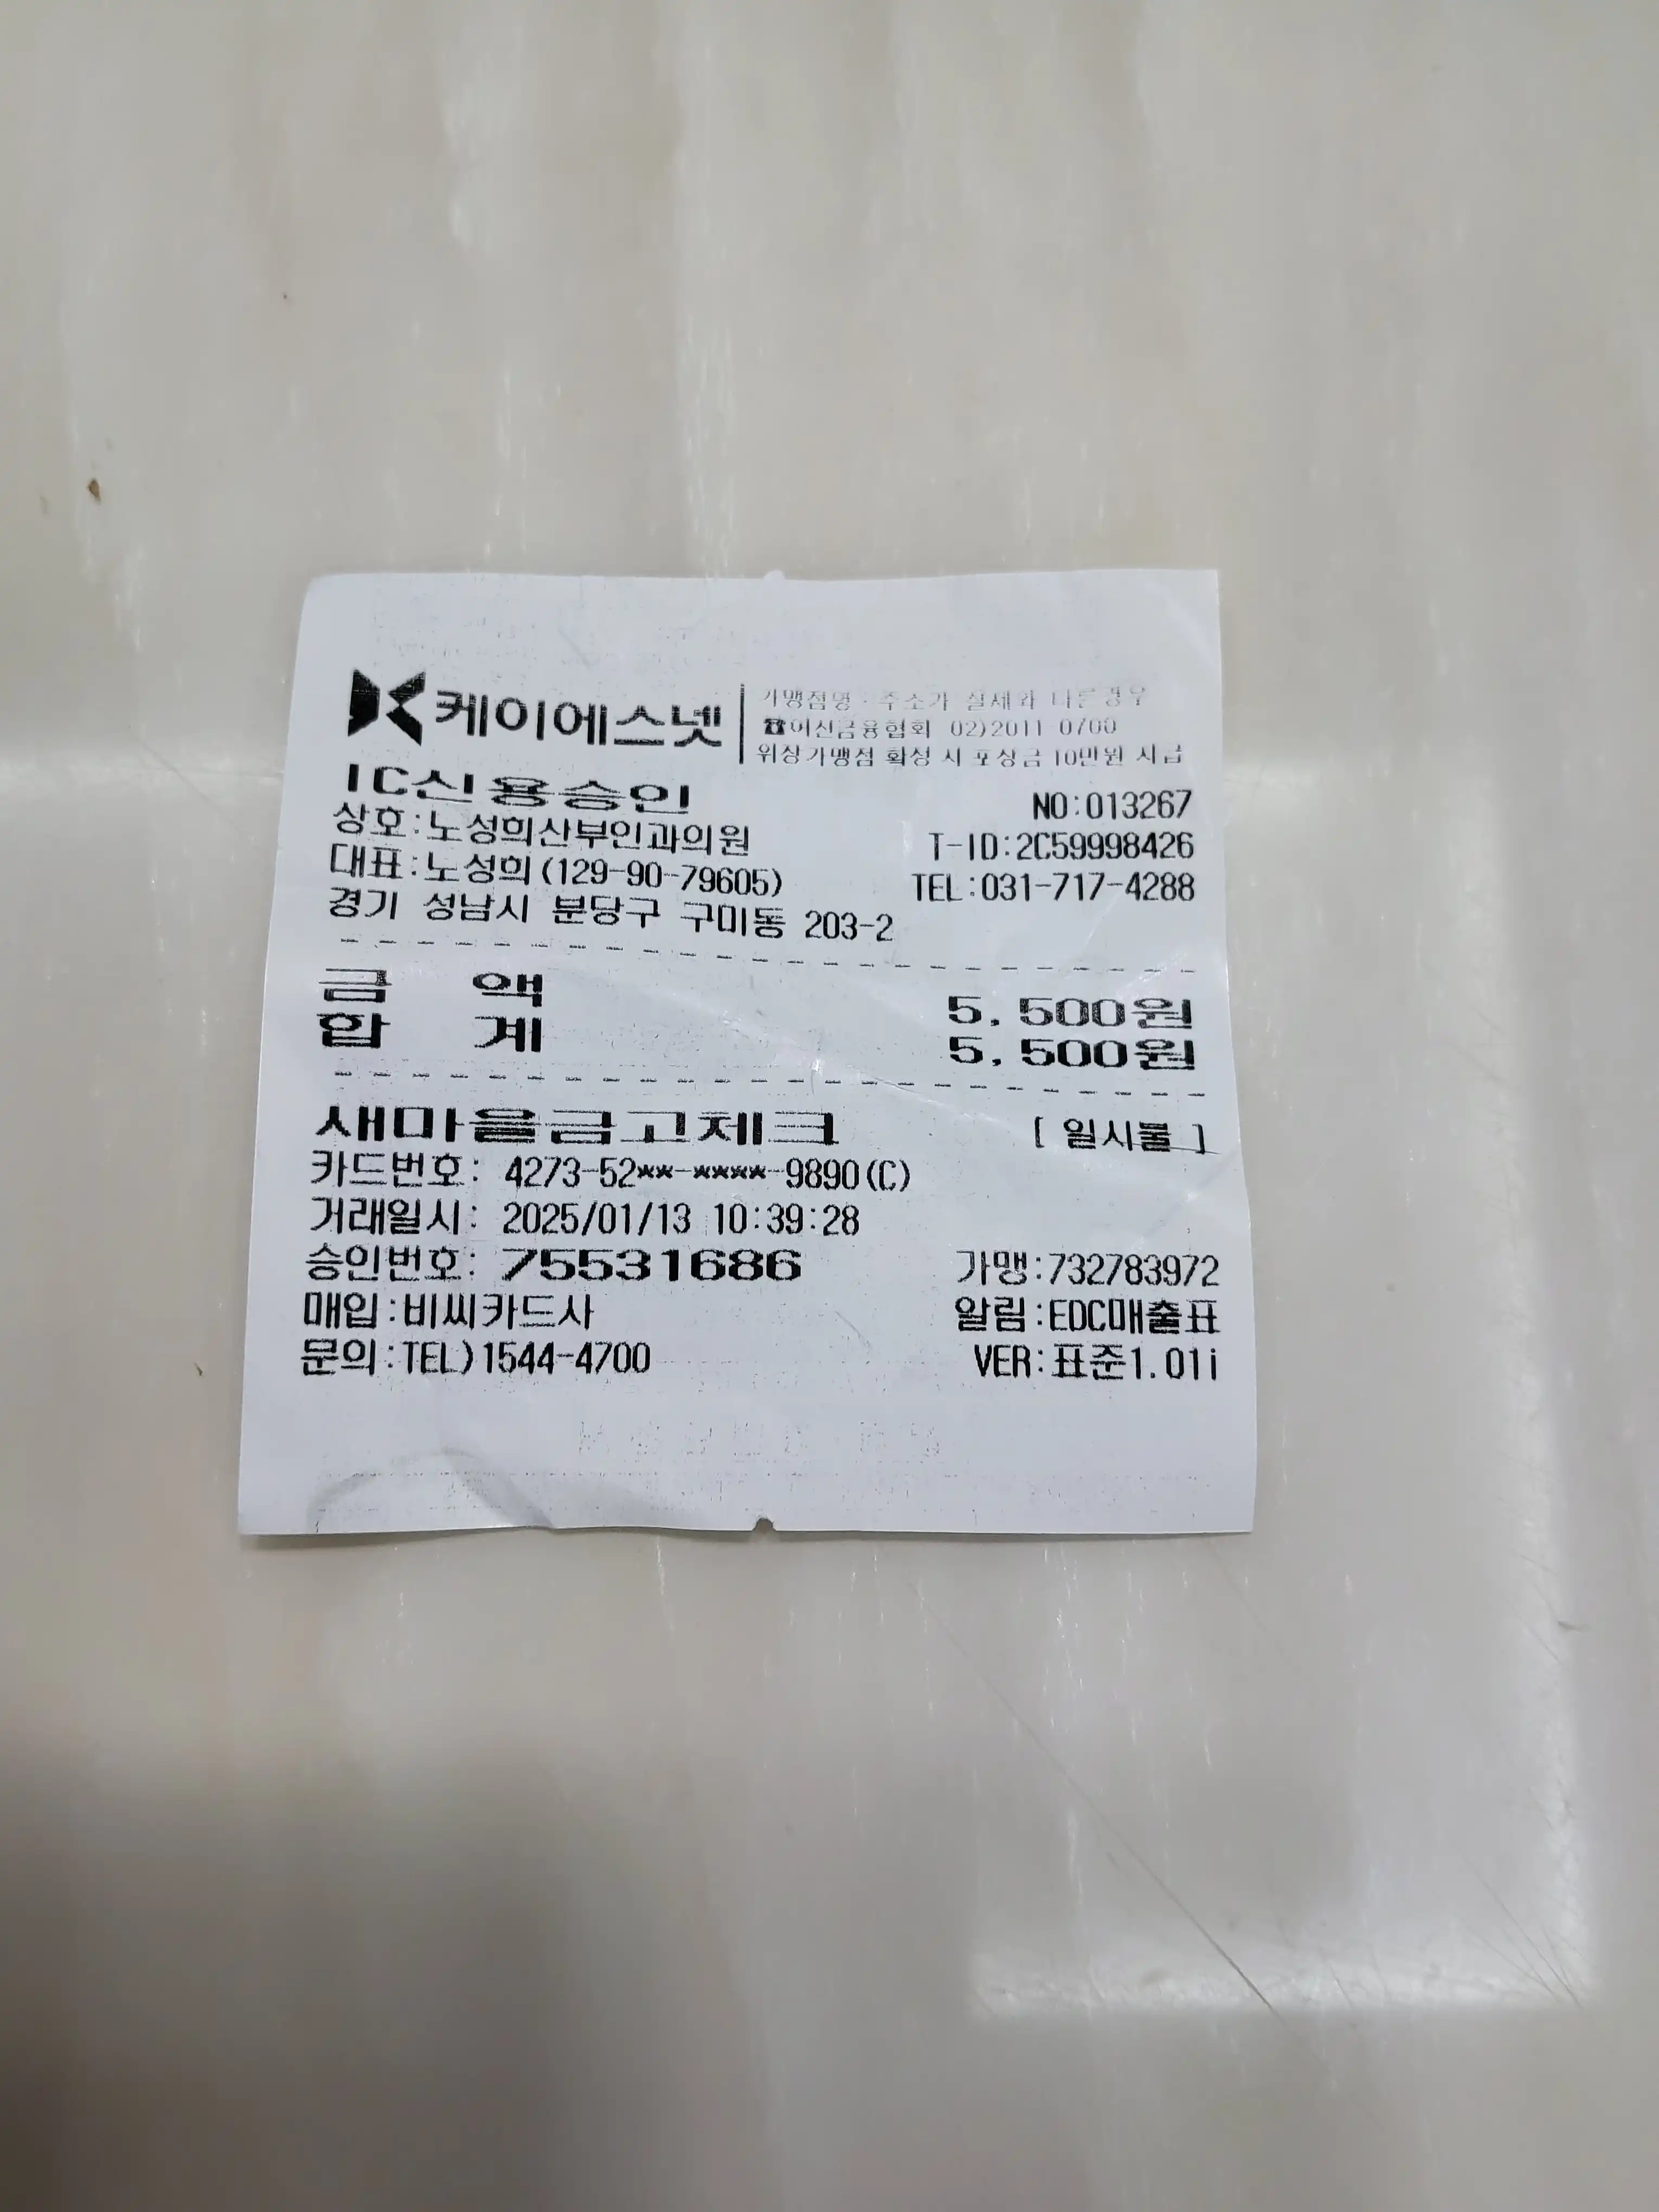 케이에스넷
가맹점명·주소가 실제와 다른경우
☎여신금융협회 02)2011-0700
위장가맹점 확정 시 포상금 10만원 지급
IC신용승인
NO:013267
상호:노성희산부인과의원
T-ID:2C59998426
대표:노성희(129-90-79605)
TEL:031-717-4288
경기 성남시 분당구 구미동 203-2
금 액 5,500원
합 계 5,500원
새마을금고체크 [ 일시불 ]
카드번호: 4273-52**-****-9890(C)
거래일시: 2025/01/13 10:39:28
승인번호: 75531686 가맹:732783972
매입:비씨카드사 알림:EDC매출표
문의:TEL)1544-4700 VER:표준1.01i